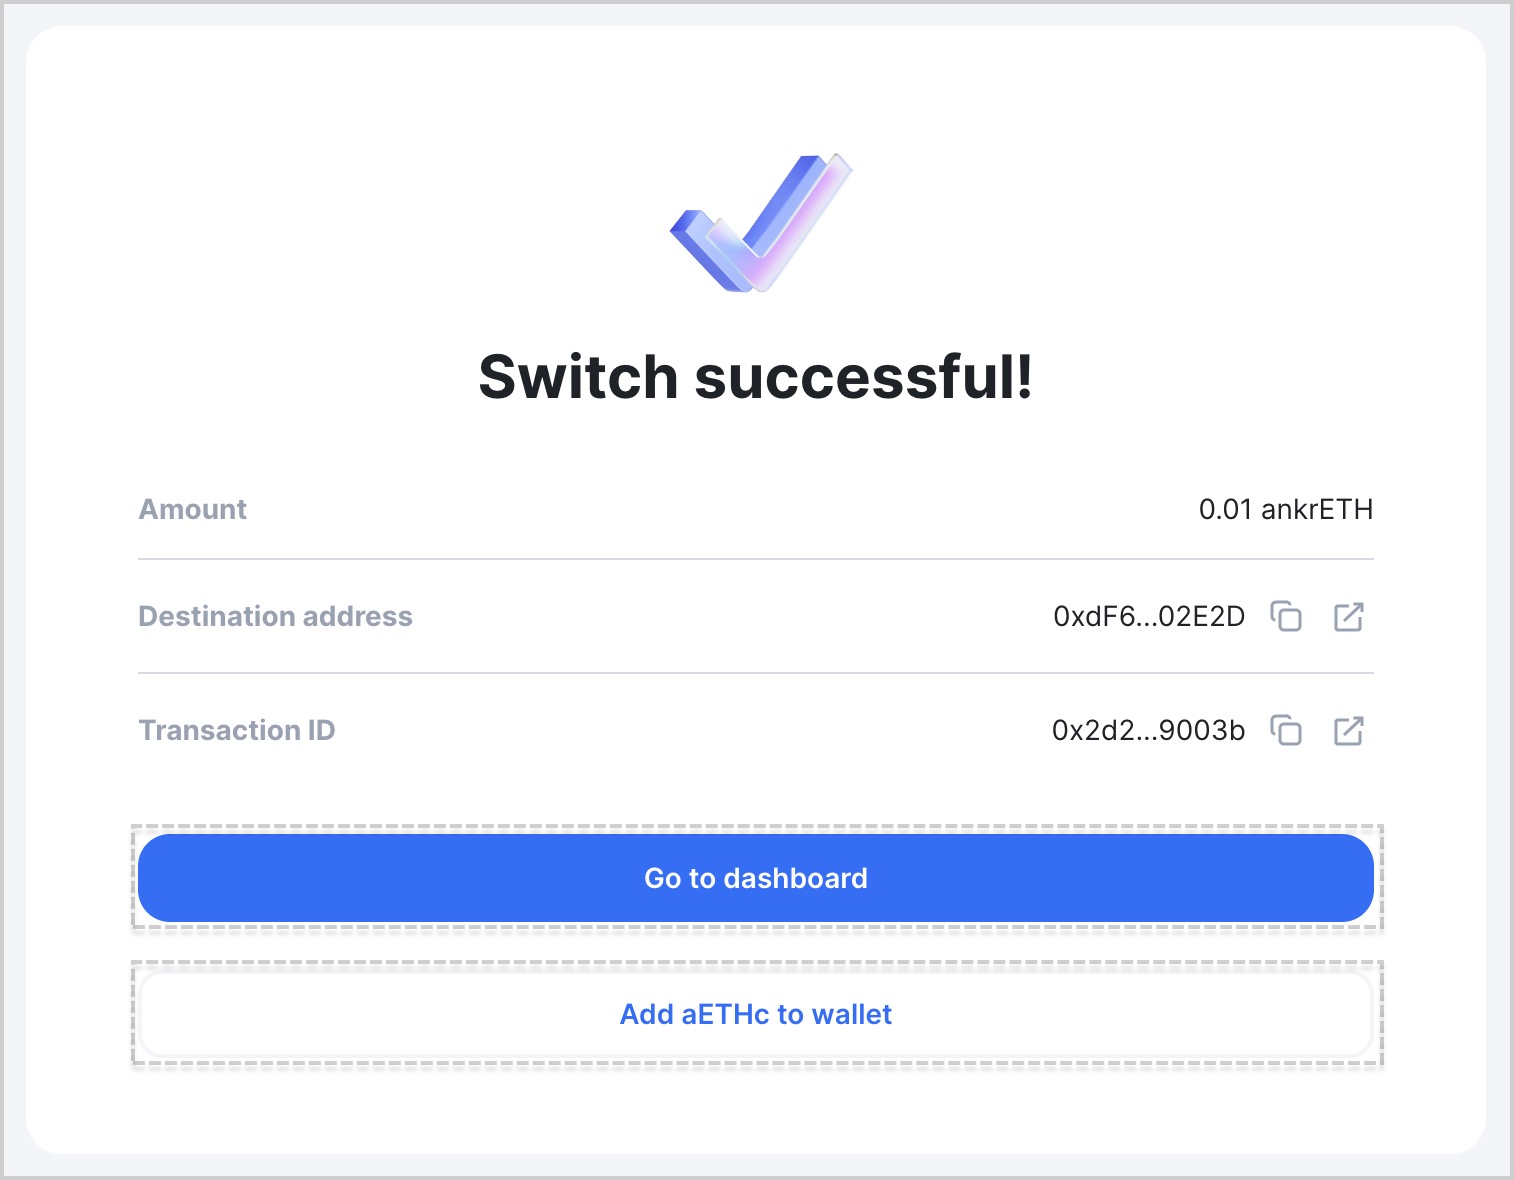 Switch successful!
Amount 0.01 ankrETH
Destination address 0xdF6...02E2D
Transaction ID 0x2d2...9003b
Go to dashboard
Add aETHc to wallet